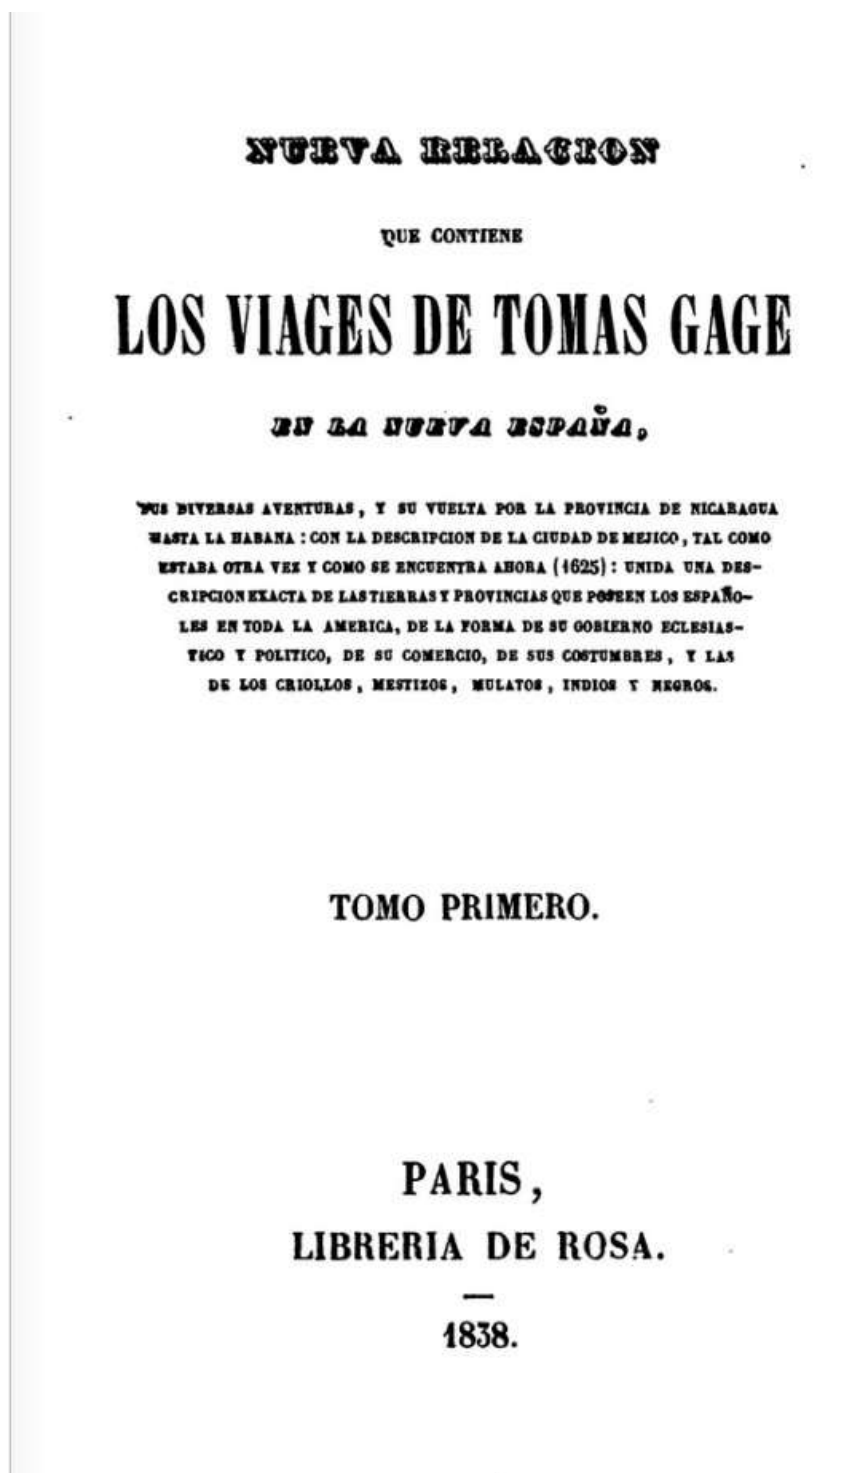 NUEVA RELACION
QUE CONTIENE
LOS VIAGES DE TOMAS GAGE
EN LA NUEVA ESPAÑA,
SUS DIVERSAS AVENTURAS, Y SU VUELTA POR LA PROVINCIA DE NICARAGUA
HASTA LA HABANA : CON LA DESCRIPCION DE LA CIUDAD DE MEJICO, TAL COMO
ESTABA OTRA VEZ Y COMO SE ENCUENTRA AHORA (1625) : UNIDA UNA DES-
CRIPCION EXACTA DE LAS TIERRAS Y PROVINCIAS QUE POSEEN LOS ESPAÑO-
LES EN TODA LA AMERICA, DE LA FORMA DE SU GOBIERNO ECLESIAS-
TICO Y POLITICO, DE SU COMERCIO, DE SUS COSTUMBRES, Y LAS
DE LOS CRIOLLOS, MESTIZOS, MULATOS, INDIOS Y NEGROS.
TOMO PRIMERO.
PARIS,
LIBRERIA DE ROSA.
1838.